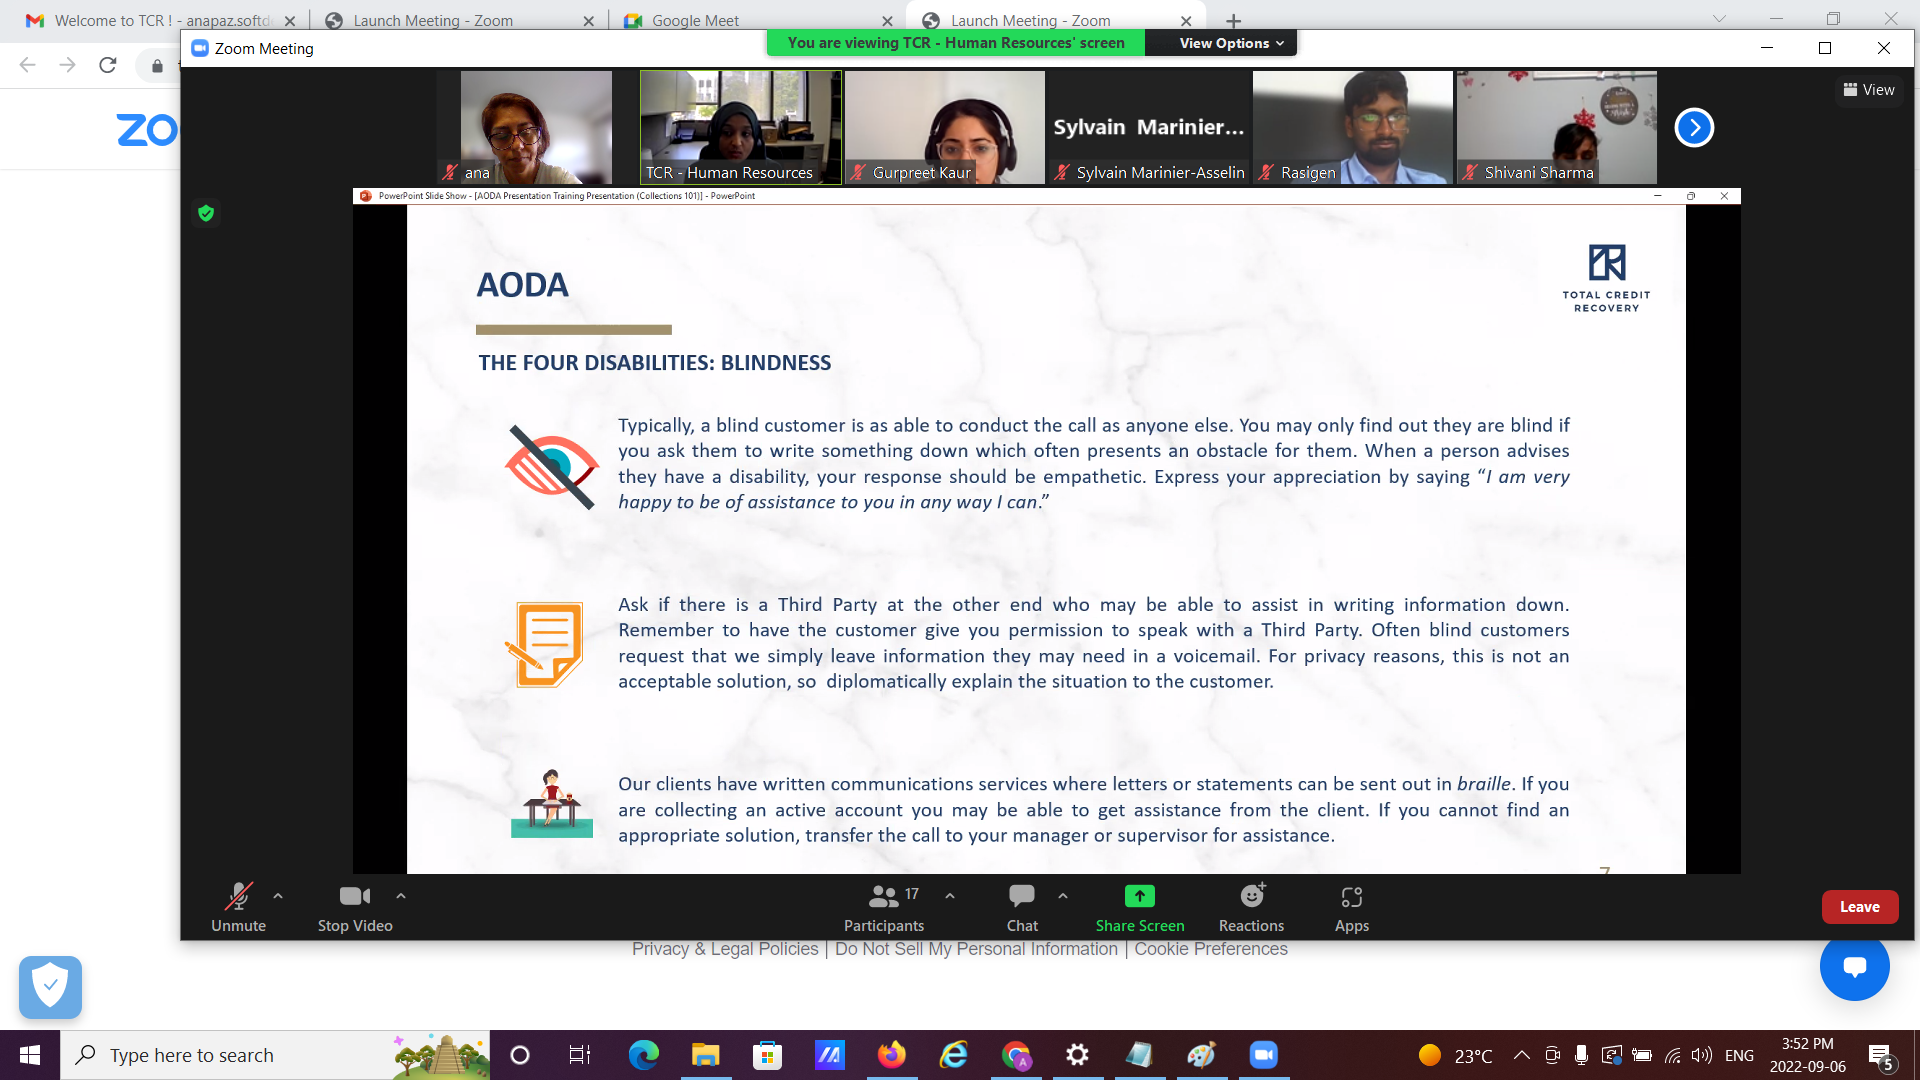 Welcome to TCR ! - anapaz.softd
Launch Meeting - Zoom
Google Meet
Launch Meeting - Zoom
Zoom Meeting
You are viewing TCR - Human Resources' screen
View Options
View
zo
ana
TCR - Human Resources
Gurpreet Kaur
Sylvain Marinier...
Sylvain Marinier-Asselin
Rasigen
Shivani Sharma
PowerPoint Slide Show - [AODA Presentation Training Presentation (Collections 101)] - PowerPoint
AODA
TOTAL CREDIT
RECOVERY
THE FOUR DISABILITIES: BLINDNESS
Typically, a blind customer is as able to conduct the call as anyone else. You may only find out they are blind if
you ask them to write something down which often presents an obstacle for them. When a person advises
they have a disability, your response should be empathetic. Express your appreciation by saying “I am very
happy to be of assistance to you in any way I can.”
Ask if there is a Third Party at the other end who may be able to assist in writing information down.
Remember to have the customer give you permission to speak with a Third Party. Often blind customers
request that we simply leave information they may need in a voicemail. For privacy reasons, this is not an
acceptable solution, so diplomatically explain the situation to the customer.
Our clients have written communications services where letters or statements can be sent out in braille. If you
are collecting an active account you may be able to get assistance from the client. If you cannot find an
appropriate solution, transfer the call to your manager or supervisor for assistance.
7
Unmute
Stop Video
17
Participants
Chat
Share Screen
Reactions
Apps
Leave
Privacy & Legal Policies | Do Not Sell My Personal Information | Cookie Preferences
Type here to search
23°C
ENG
3:52 PM
2022-09-06
5